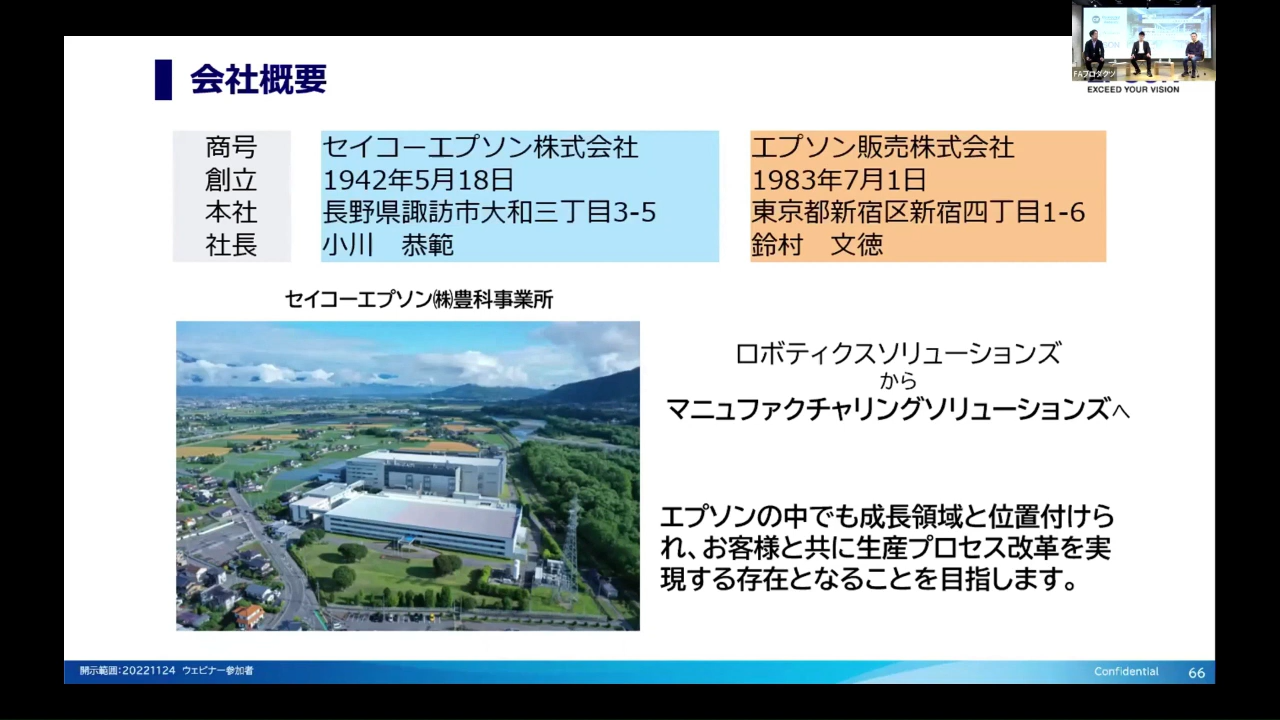 会社概要
FAプロダクツ
EXCEED YOUR VISION
商号 セイコーエプソン株式会社 エプソン販売株式会社
創立 1942年5月18日 1983年7月1日
本社 長野県諏訪市大和三丁目3-5 東京都新宿区新宿四丁目1-6
社長 小川 恭範 鈴村 文徳
セイコーエプソン㈱豊科事業所
ロボティクスソリューションズ
から
マニュファクチャリングソリューションズへ
エプソンの中でも成長領域と位置付けら
れ、お客様と共に生産プロセス改革を実
現する存在となることを目指します。
開示範囲:20221124 ウェビナー参加者
Confidential 66